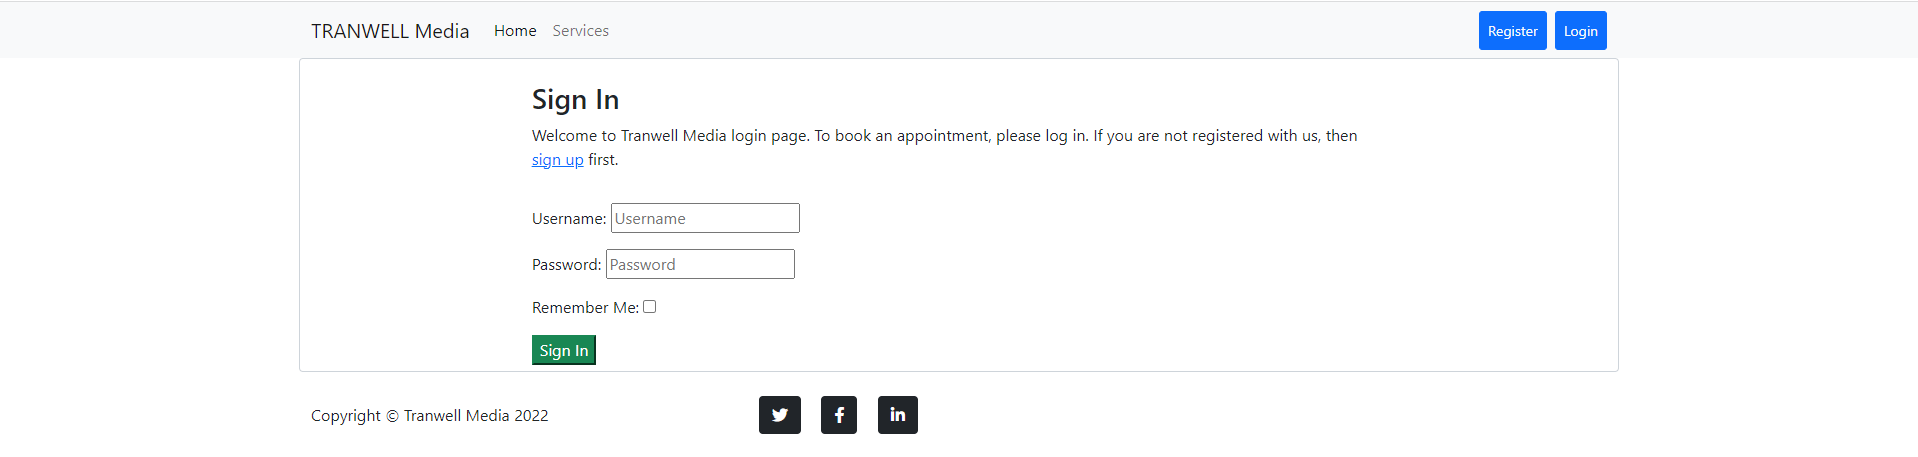 TRANWELL Media Home Services Register Login
Sign In
Welcome to Tranwell Media login page. To book an appointment, please log in. If you are not registered with us, then
sign up first.
Username: Username
Password: Password
Remember Me:
Sign In
Copyright © Tranwell Media 2022